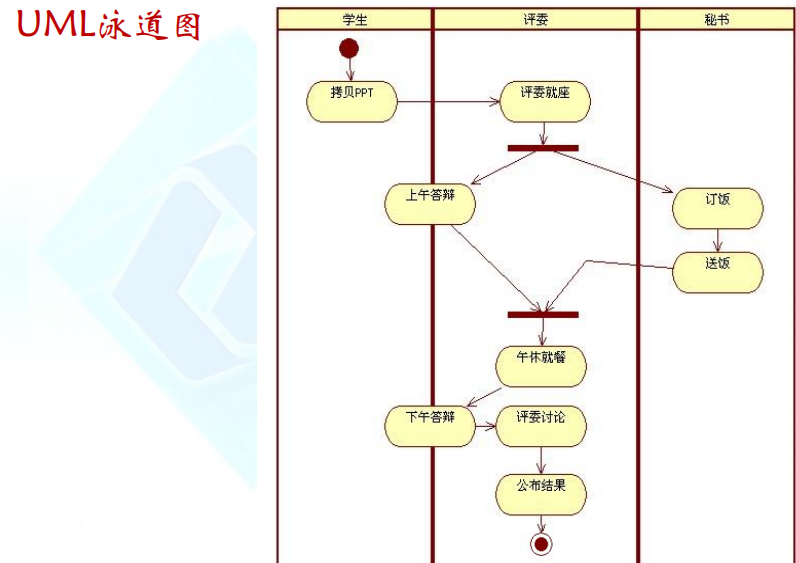 UML泳道图
学生
评委
秘书
拷贝PPT
评委就座
上午答辩
订饭
送饭
午休就餐
下午答辩
评委讨论
公布结果